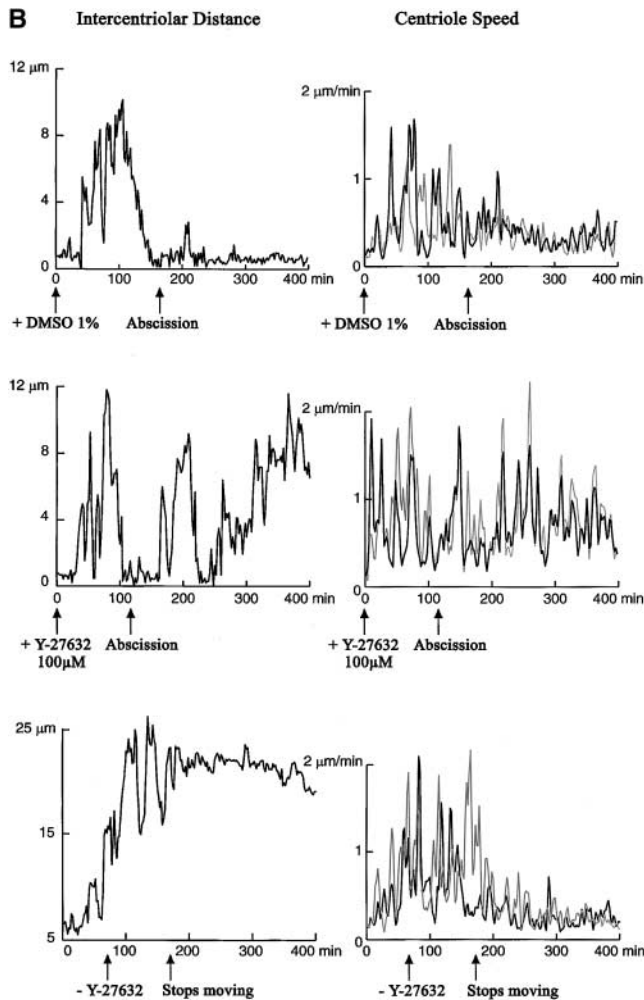 B
Intercentriolar Distance
Centriole Speed
12 μm
8
4
0
0 100 200 300 400 min
+ DMSO 1% Abscission
2 μm/min
1
0
0 100 200 300 400 min
+ DMSO 1% Abscission
12 μm
8
4
0
0 100 200 300 400 min
+ Y-27632 Abscission
100μM
2 μm/min
1
0
0 100 200 300 400 min
+ Y-27632 Abscission
100μM
25 μm
15
5
0 100 200 300 400 min
- Y-27632 Stops moving
2 μm/min
1
0
0 100 200 300 400 min
- Y-27632 Stops moving